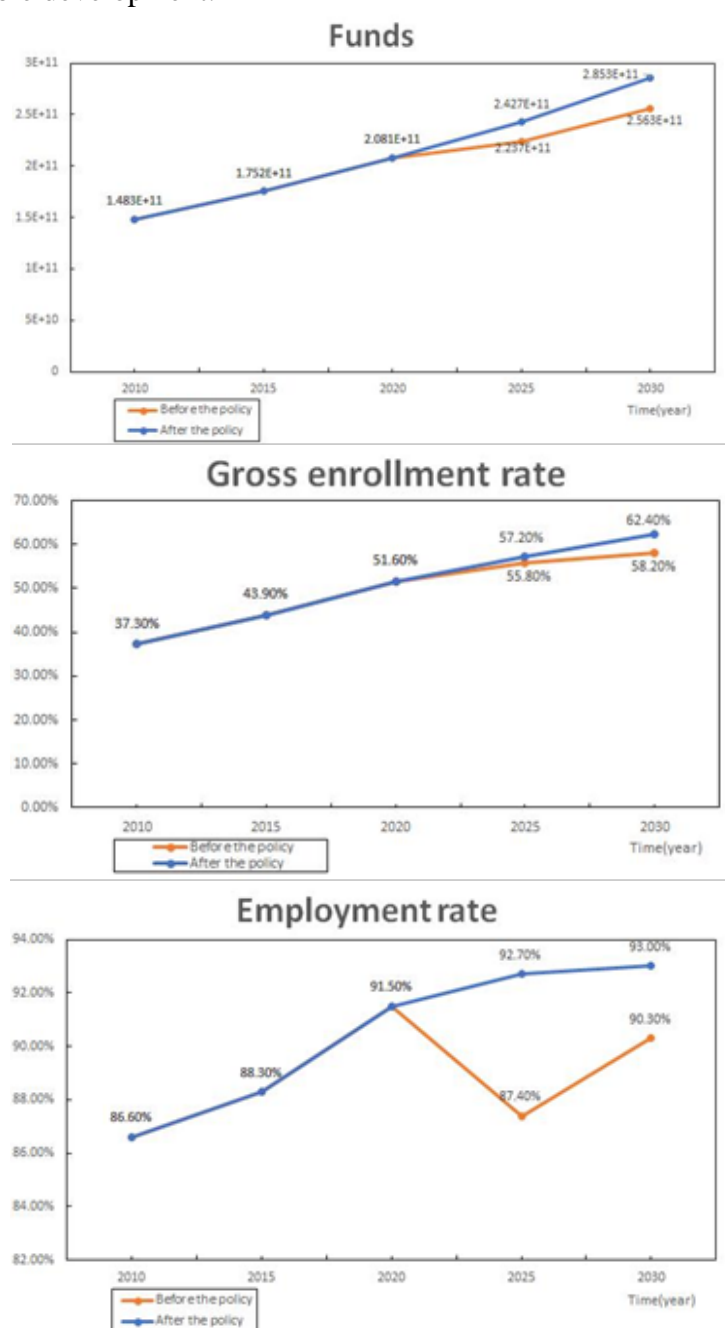 Funds
3E+11
2.853E+11
2.5E+11
2.427E+11
2.563E+11
2.237E+11
2E+11
2.081E+11
1.752E+11
1.5E+11
1.483E+11
1E+11
5E+10
0
2010 2015 2020 2025 2030
Time(year)
Before the policy
After the policy
Gross enrollment rate
70.00%
62.40%
60.00%
57.20%
58.20%
55.80%
51.60%
50.00%
43.90%
40.00%
37.30%
30.00%
20.00%
10.00%
0.00%
2010 2015 2020 2025 2030
Time(year)
Before the policy
After the policy
Employment rate
94.00%
93.00%
92.70%
92.00%
91.50%
90.30%
90.00%
88.30%
88.00%
87.40%
86.60%
86.00%
84.00%
82.00%
2010 2015 2020 2025 2030
Time(year)
Before the policy
After the policy